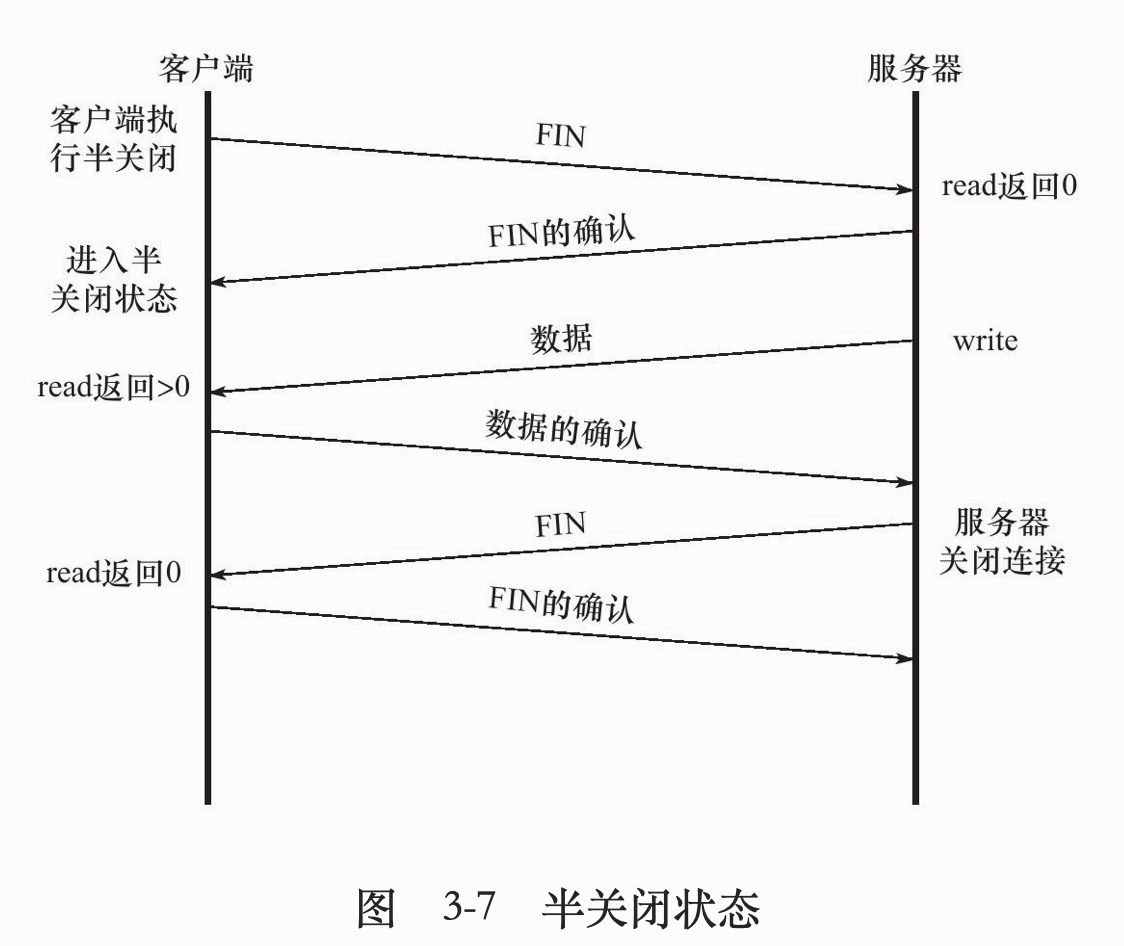 客户端
服务器
客户端执
行半关闭
FIN
read返回0
FIN的确认
进入半
关闭状态
数据
write
read返回>0
数据的确认
FIN
服务器
关闭连接
read返回0
FIN的确认
图 3-7 半关闭状态